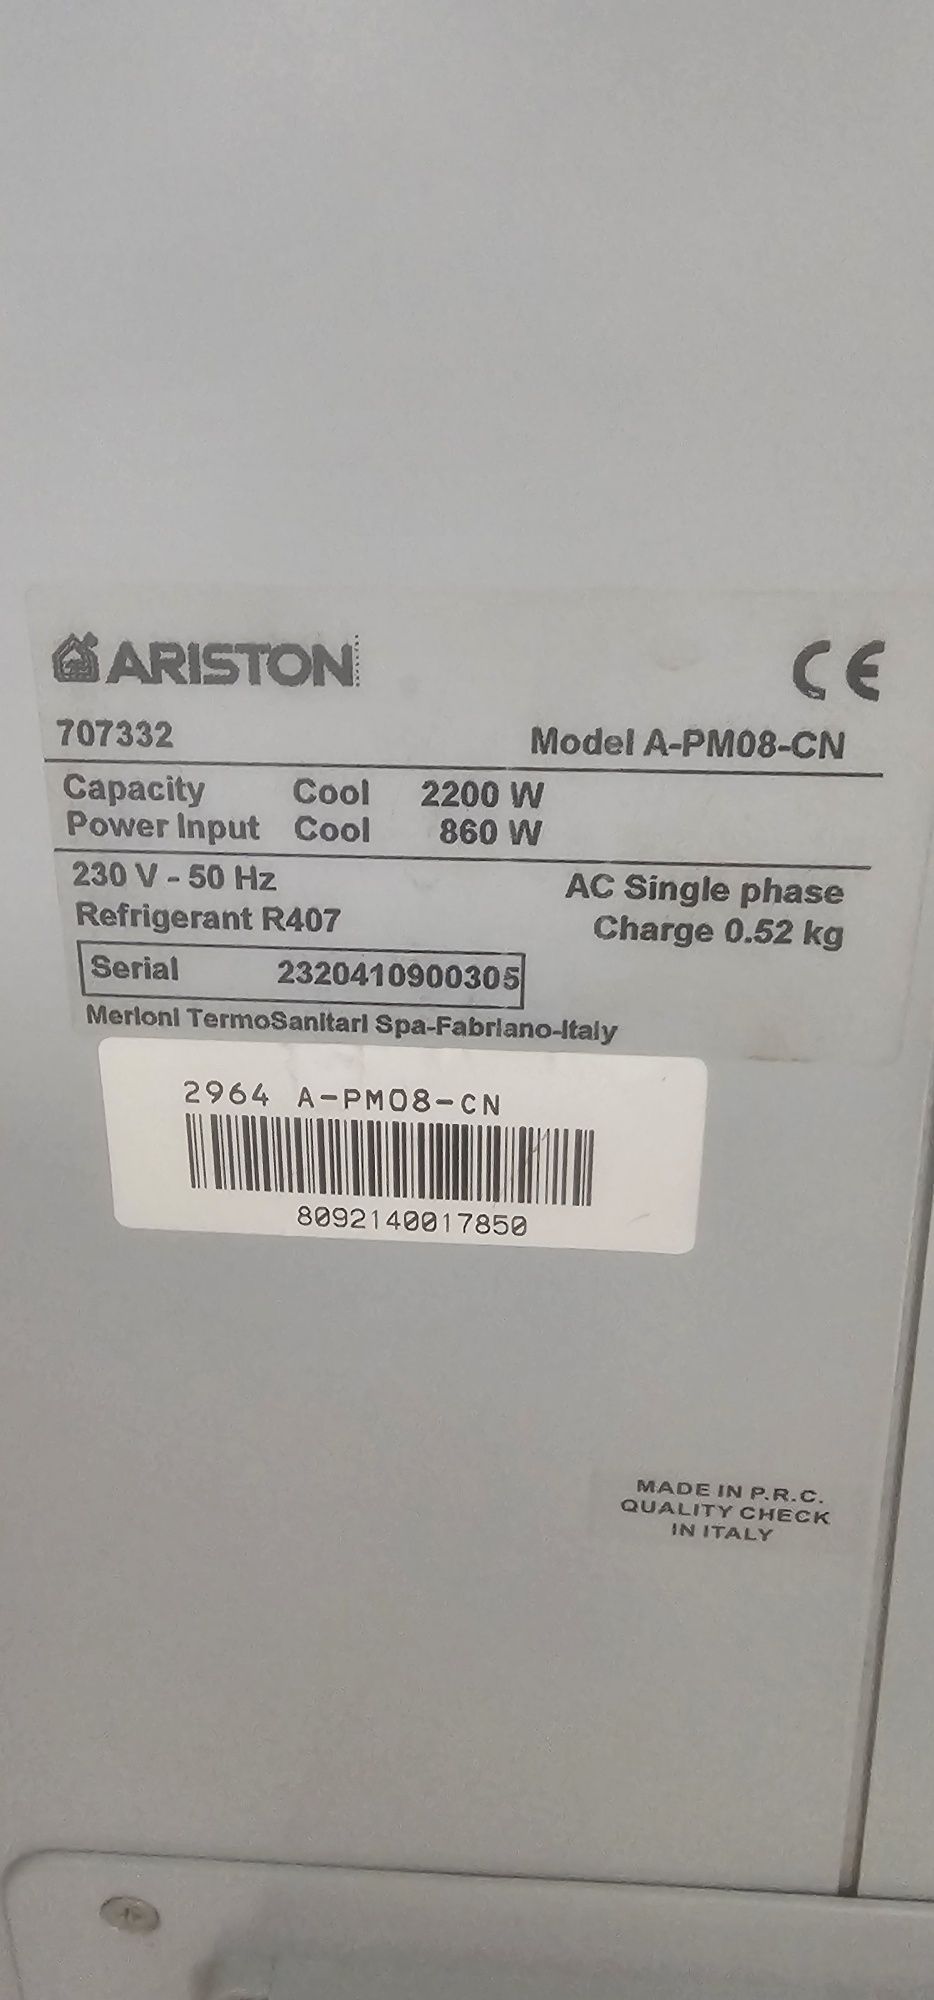 ARISTON
CE
707332 Model A-PM08-CN
Capacity Cool 2200 W
Power Input Cool 860 W
230 V - 50 Hz AC Single phase
Refrigerant R407 Charge 0.52 kg
Serial 2320410900305
Merloni TermoSanitari Spa-Fabriano-Italy
2964 A-PM08-CN
8092140017850
MADE IN P.R.C.
QUALITY CHECK
IN ITALY